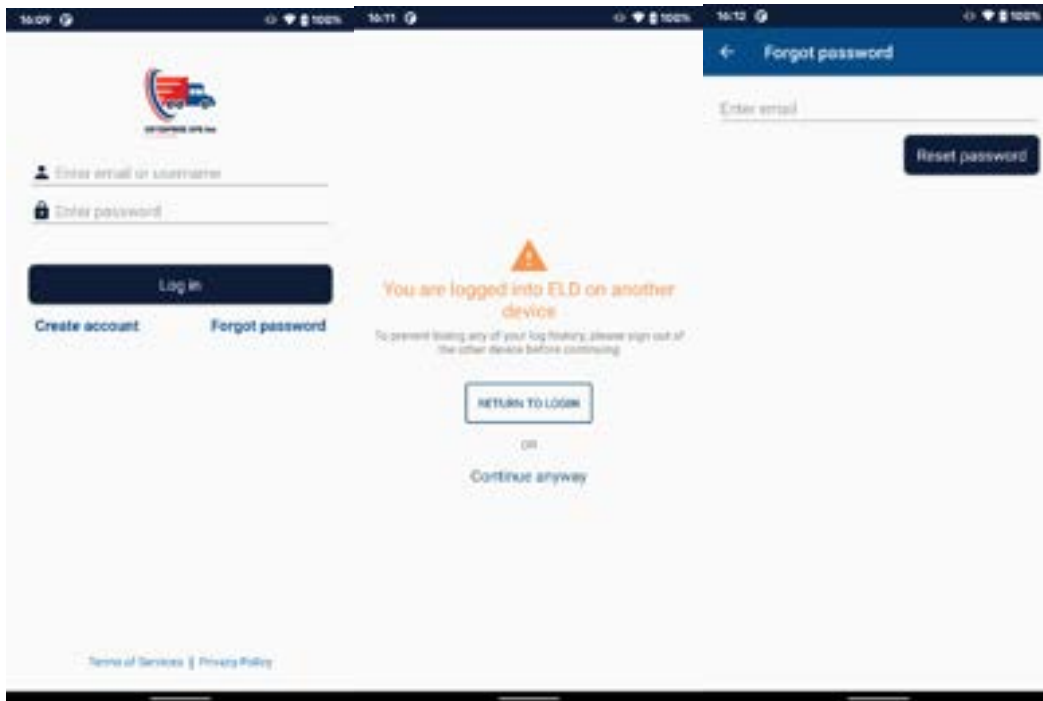 16:09
100%
Enter email or username
Enter password
Log in
Create account Forgot password
Terms of Services | Privacy Policy
16:11
100%
You are logged into ELD on another
device
To prevent losing any of your log history, please sign out of
the other device before continuing
RETURN TO LOGIN
OR
Continue anyway
16:12
100%
Forgot password
Enter email
Reset password